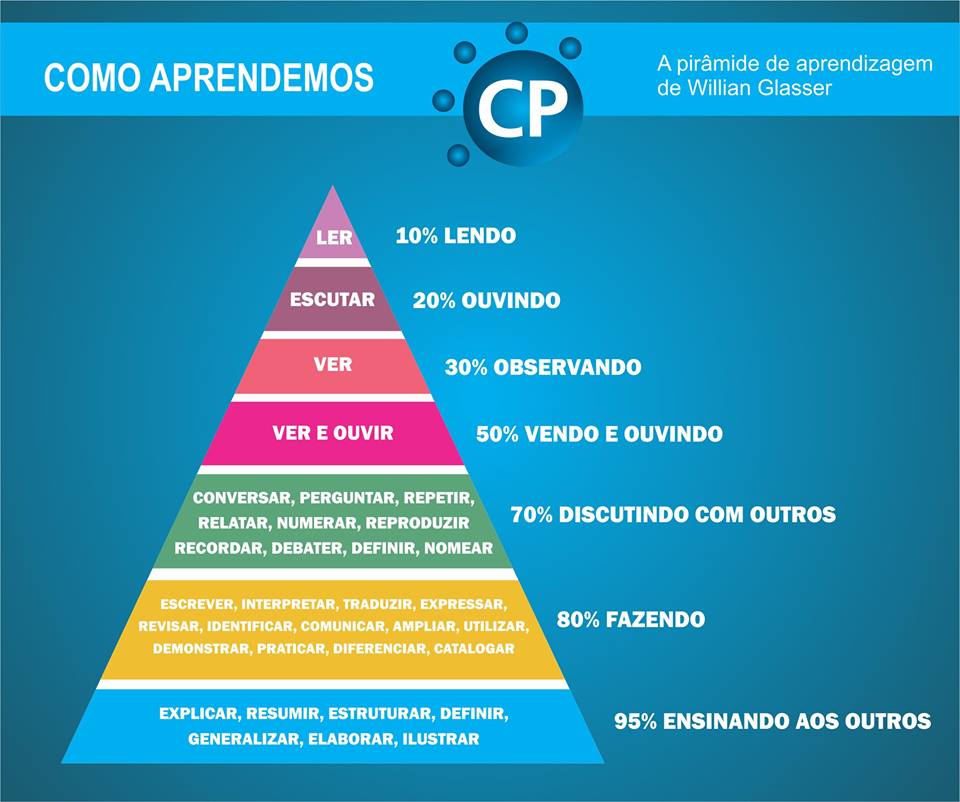 COMO APRENDEMOS
CP
A pirâmide de aprendizagem
de Willian Glasser
LER
10% LENDO
ESCUTAR
20% OUVINDO
VER
30% OBSERVANDO
VER E OUVIR
50% VENDO E OUVINDO
CONVERSAR, PERGUNTAR, REPETIR,
RELATAR, NUMERAR, REPRODUZIR
RECORDAR, DEBATER, DEFINIR, NOMEAR
70% DISCUTINDO COM OUTROS
ESCREVER, INTERPRETAR, TRADUZIR, EXPRESSAR,
REVISAR, IDENTIFICAR, COMUNICAR, AMPLIAR, UTILIZAR,
DEMONSTRAR, PRATICAR, DIFERENCIAR, CATALOGAR
80% FAZENDO
EXPLICAR, RESUMIR, ESTRUTURAR, DEFINIR,
GENERALIZAR, ELABORAR, ILUSTRAR
95% ENSINANDO AOS OUTROS